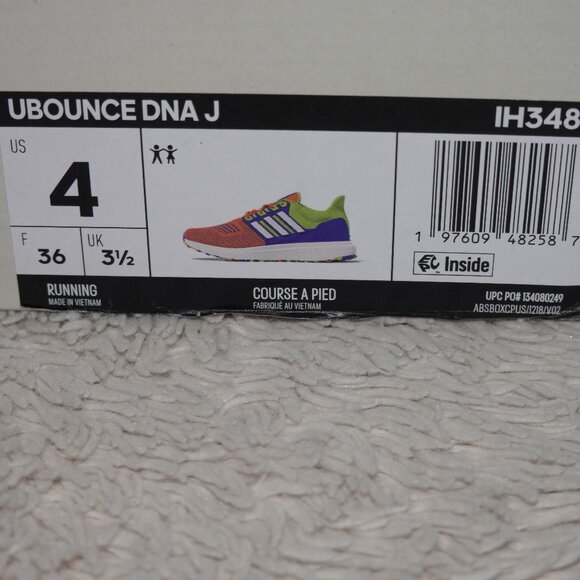 UBOUNCE DNA J IH348
US
4
F 36 UK 3½
1 97609 48258 7
Inside
RUNNING
MADE IN VIETNAM
COURSE A PIED
FABRIQUÉ AU VIETNAM
UPC PO# 134080249
ABSBOXCPUS/1218/V02